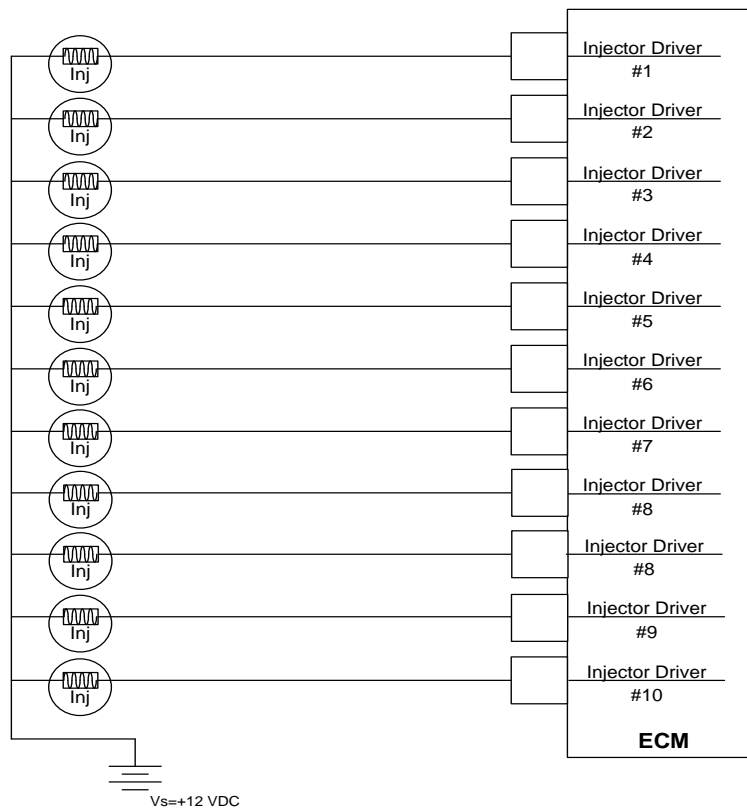 Inj
Injector Driver
#1
Inj
Injector Driver
#2
Inj
Injector Driver
#3
Inj
Injector Driver
#4
Inj
Injector Driver
#5
Inj
Injector Driver
#6
Inj
Injector Driver
#7
Inj
Injector Driver
#8
Inj
Injector Driver
#8
Inj
Injector Driver
#9
Inj
Injector Driver
#10
ECM
Vs=+12 VDC